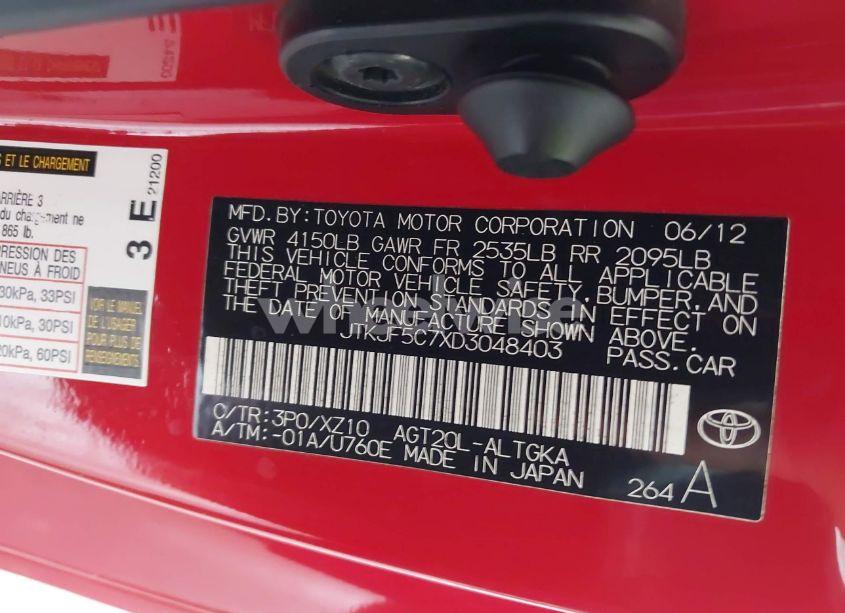 S ET LE CHARGEMENT
ARRIÈRE 3
du chargement ne
865 lb.
PRESSION DES
PNEUS À FROID
30kPa, 33PSI
10kPa, 30PSI
20kPa, 60PSI
VOIR LE MANUEL
DE L'USAGER
POUR PLUS DE
RENSEIGNEMENTS
3 E
21200
MFD. BY: TOYOTA MOTOR CORPORATION 06/12
GVWR 4150LB GAWR FR 2535LB RR 2095LB
THIS VEHICLE CONFORMS TO ALL APPLICABLE
FEDERAL MOTOR VEHICLE SAFETY, BUMPER, AND
THEFT PREVENTION STANDARDS IN EFFECT ON
THE DATE OF MANUFACTURE SHOWN ABOVE.
JTKJF5C7XD3048403 PASS. CAR
C/TR: 3P0/XZ10 AGT20L-ALTGKA
A/TM: -01A/U760E MADE IN JAPAN
264 A